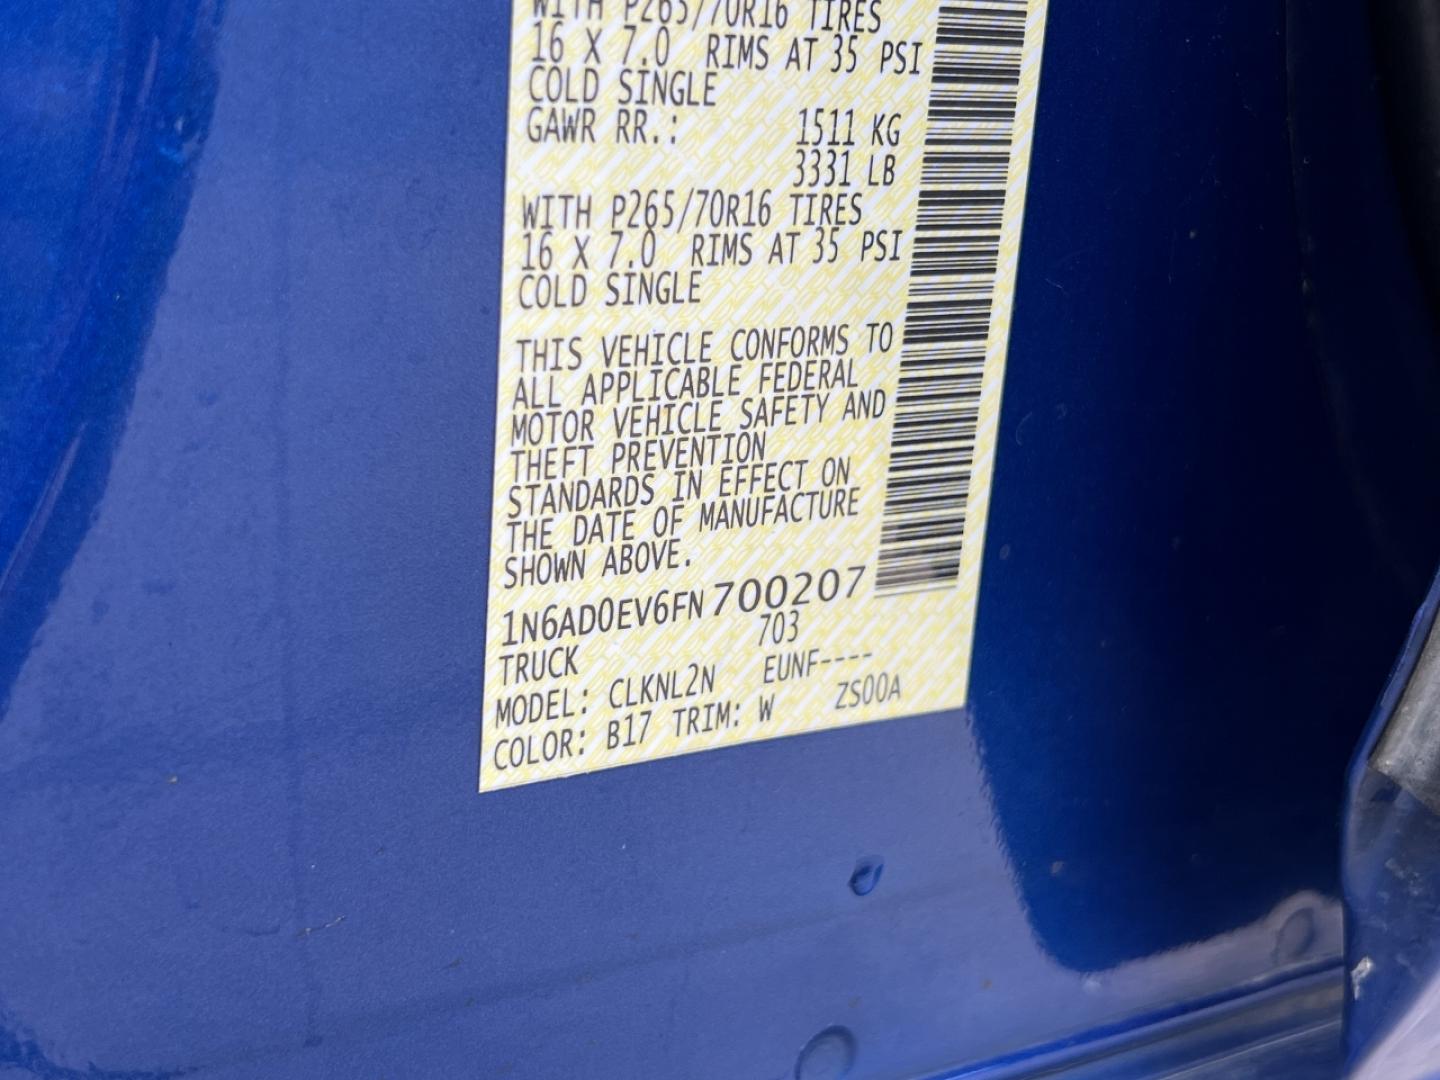 WITH P265/70R16 TIRES
16 X 7.0 RIMS AT 35 PSI
COLD SINGLE
GAWR RR.: 1511 KG
3331 LB
WITH P265/70R16 TIRES
16 X 7.0 RIMS AT 35 PSI
COLD SINGLE
THIS VEHICLE CONFORMS TO
ALL APPLICABLE FEDERAL
MOTOR VEHICLE SAFETY AND
THEFT PREVENTION
STANDARDS IN EFFECT ON
THE DATE OF MANUFACTURE
SHOWN ABOVE.
1N6AD0EV6FN700207
TRUCK 703
MODEL: CLKNL2N EUNF----
COLOR: B17 TRIM: W ZS00A